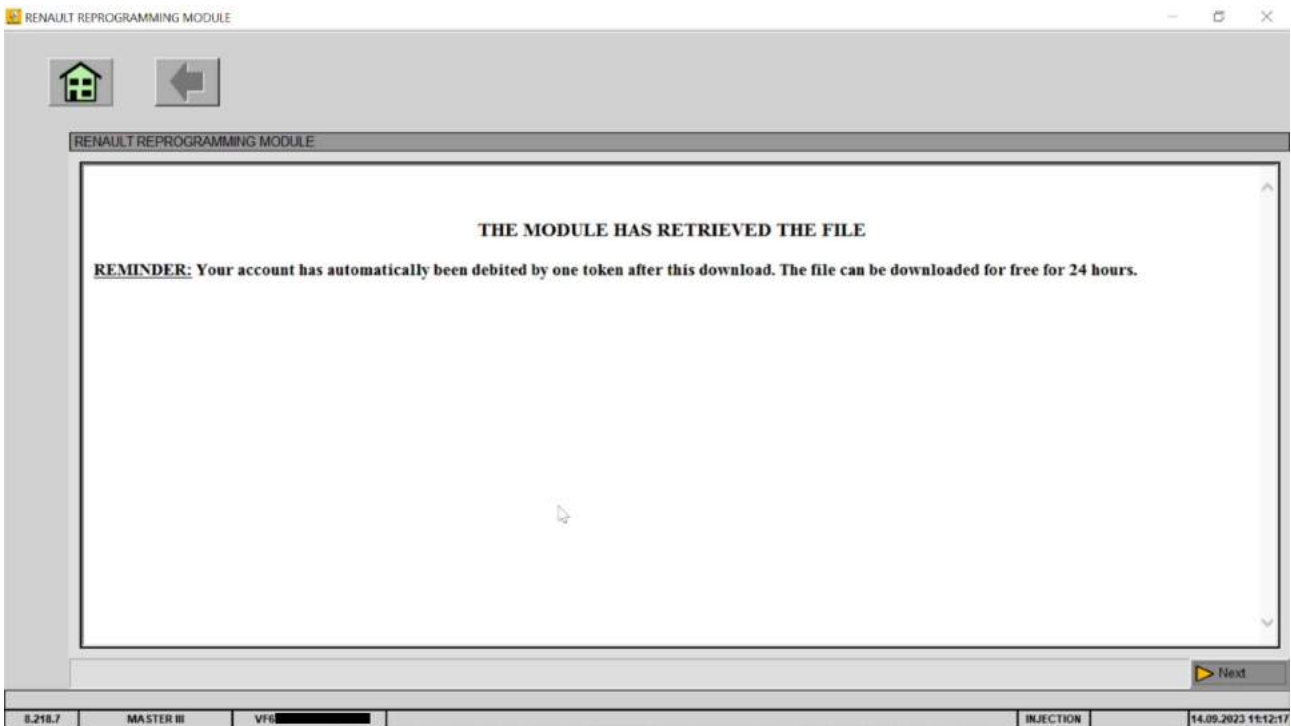 RENAULT REPROGRAMMING MODULE
RENAULT REPROGRAMMING MODULE
THE MODULE HAS RETRIEVED THE FILE
REMINDER: Your account has automatically been debited by one token after this download. The file can be downloaded for free for 24 hours.
Next
8.218.7 MASTER III VF6 INJECTION 14.09.2023 11:12:17